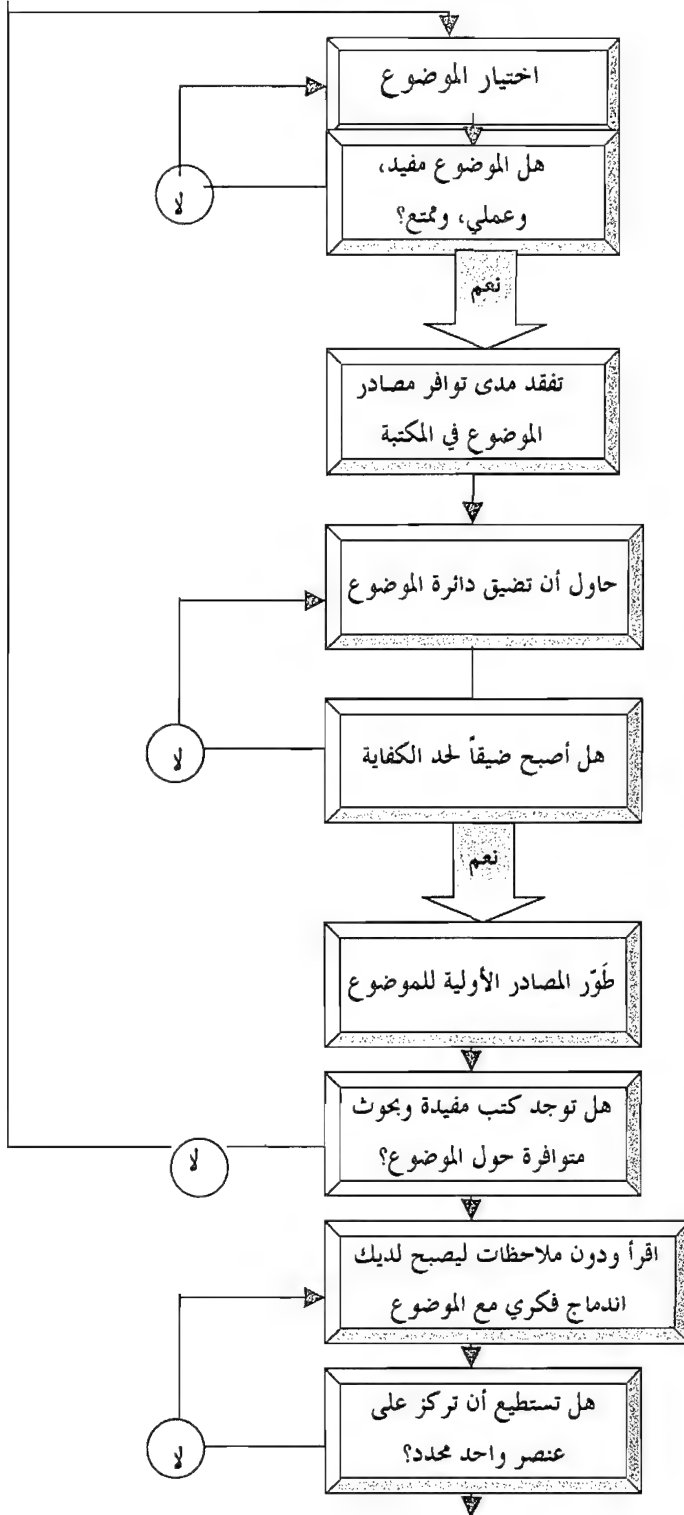 اختيار الموضوع
هل الموضوع مفيد،
وعملي، وممتع؟
لا
نعم
تفقد مدى توافر مصادر
الموضوع في المكتبة
حاول أن تضيق دائرة الموضوع
هل أصبح ضيقاً لحد الكفاية
لا
نعم
طَوّر المصادر الأولية للموضوع
هل توجد كتب مفيدة وبحوث
متوافرة حول الموضوع؟
لا
اقرأ ودون ملاحظات ليصبح لديك
اندماج فكري مع الموضوع
هل تستطيع أن تركز على
عنصر واحد محدد؟
لا